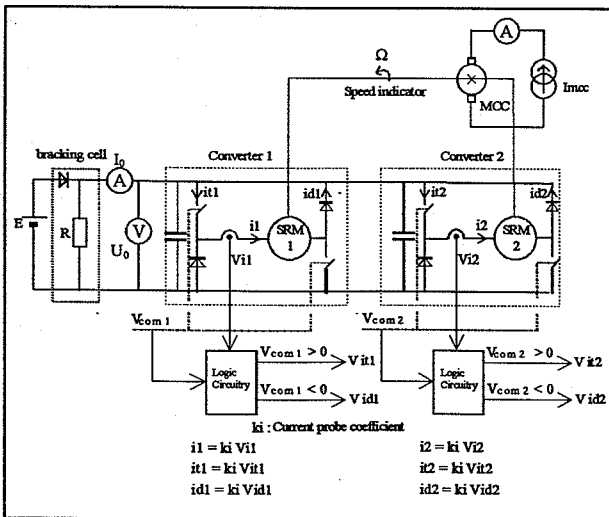 A
Ω
Speed indicator
MCC
Imcc
bracking cell
I0
Converter 1
Converter 2
A
it1
id1
it2
id2
E
R
V
U0
i1
SRM
1
i2
SRM
2
Vi1
Vi2
Vcom 1
Vcom 2
Logic
Circuitry
Vcom 1 > 0
Vit1
Vcom 1 < 0
Vid1
Logic
Circuitry
Vcom 2 > 0
Vit2
Vcom 2 < 0
Vid2
ki : Current probe coefficient
i1 = ki Vi1
i2 = ki Vi2
it1 = ki Vit1
it2 = ki Vit2
id1 = ki Vid1
id2 = ki Vid2